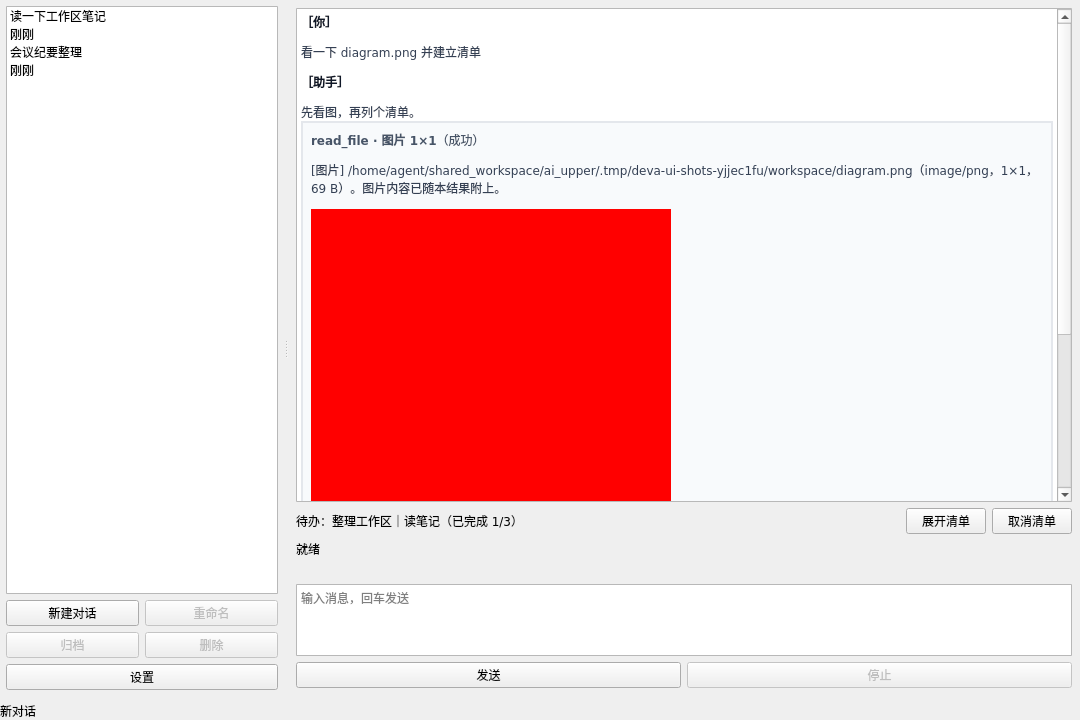 读一下工作区笔记
刚刚
会议纪要整理
刚刚
新建对话
重命名
归档
删除
设置
新对话
[你]
看一下 diagram.png 并建立清单
[助手]
先看图，再列个清单。
read_file · 图片 1×1（成功）
[图片] /home/agent/shared_workspace/ai_upper/.tmp/deva-ui-shots-yjjec1fu/workspace/diagram.png（image/png，1×1，
69 B）。图片内容已随本结果附上。
待办：整理工作区｜读笔记（已完成 1/3）
展开清单
取消清单
就绪
输入消息，回车发送
发送
停止